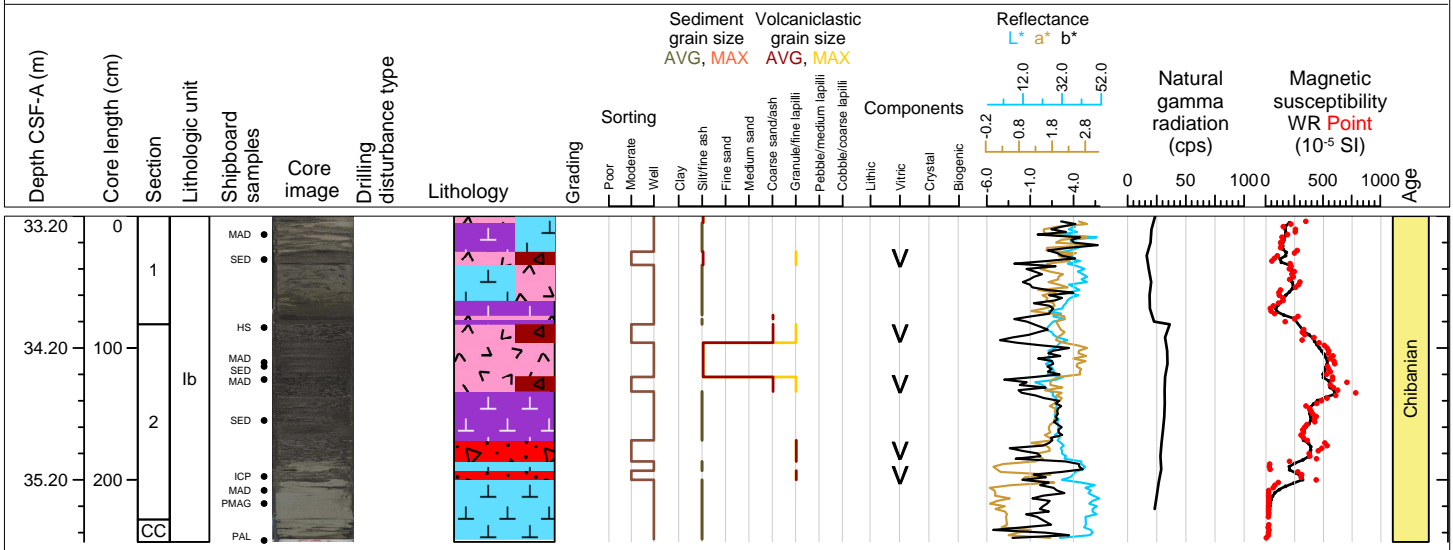 Depth CSF-A (m)
Core length (cm)
Section
Lithologic unit
Shipboard
samples
Core
image
Drilling
disturbance type
Lithology
Grading
Sorting
Poor
Moderate
Well
Sediment
grain size
AVG, MAX
Volcaniclastic
grain size
AVG, MAX
Clay
Silt/fine ash
Fine sand
Medium sand
Coarse sand/ash
Granule/fine lapilli
Pebble/medium lapilli
Cobble/coarse lapilli
Components
Lithic
Vitric
Crystal
Biogenic
Reflectance
L* a* b*
12.0 32.0 52.0
-0.2 0.8 1.8 2.8
-6.0 -1.0 4.0
Natural
gamma
radiation
(cps)
0 50 100
Magnetic
susceptibility
WR Point
(10-5 SI)
0 500 1000
Age
33.20
34.20
35.20
0
100
200
1
2
CC
Ib
MAD
SED
HS
MAD
SED
MAD
SED
ICP
MAD
PMAG
PAL
V
V
V
V
V
Chibanian